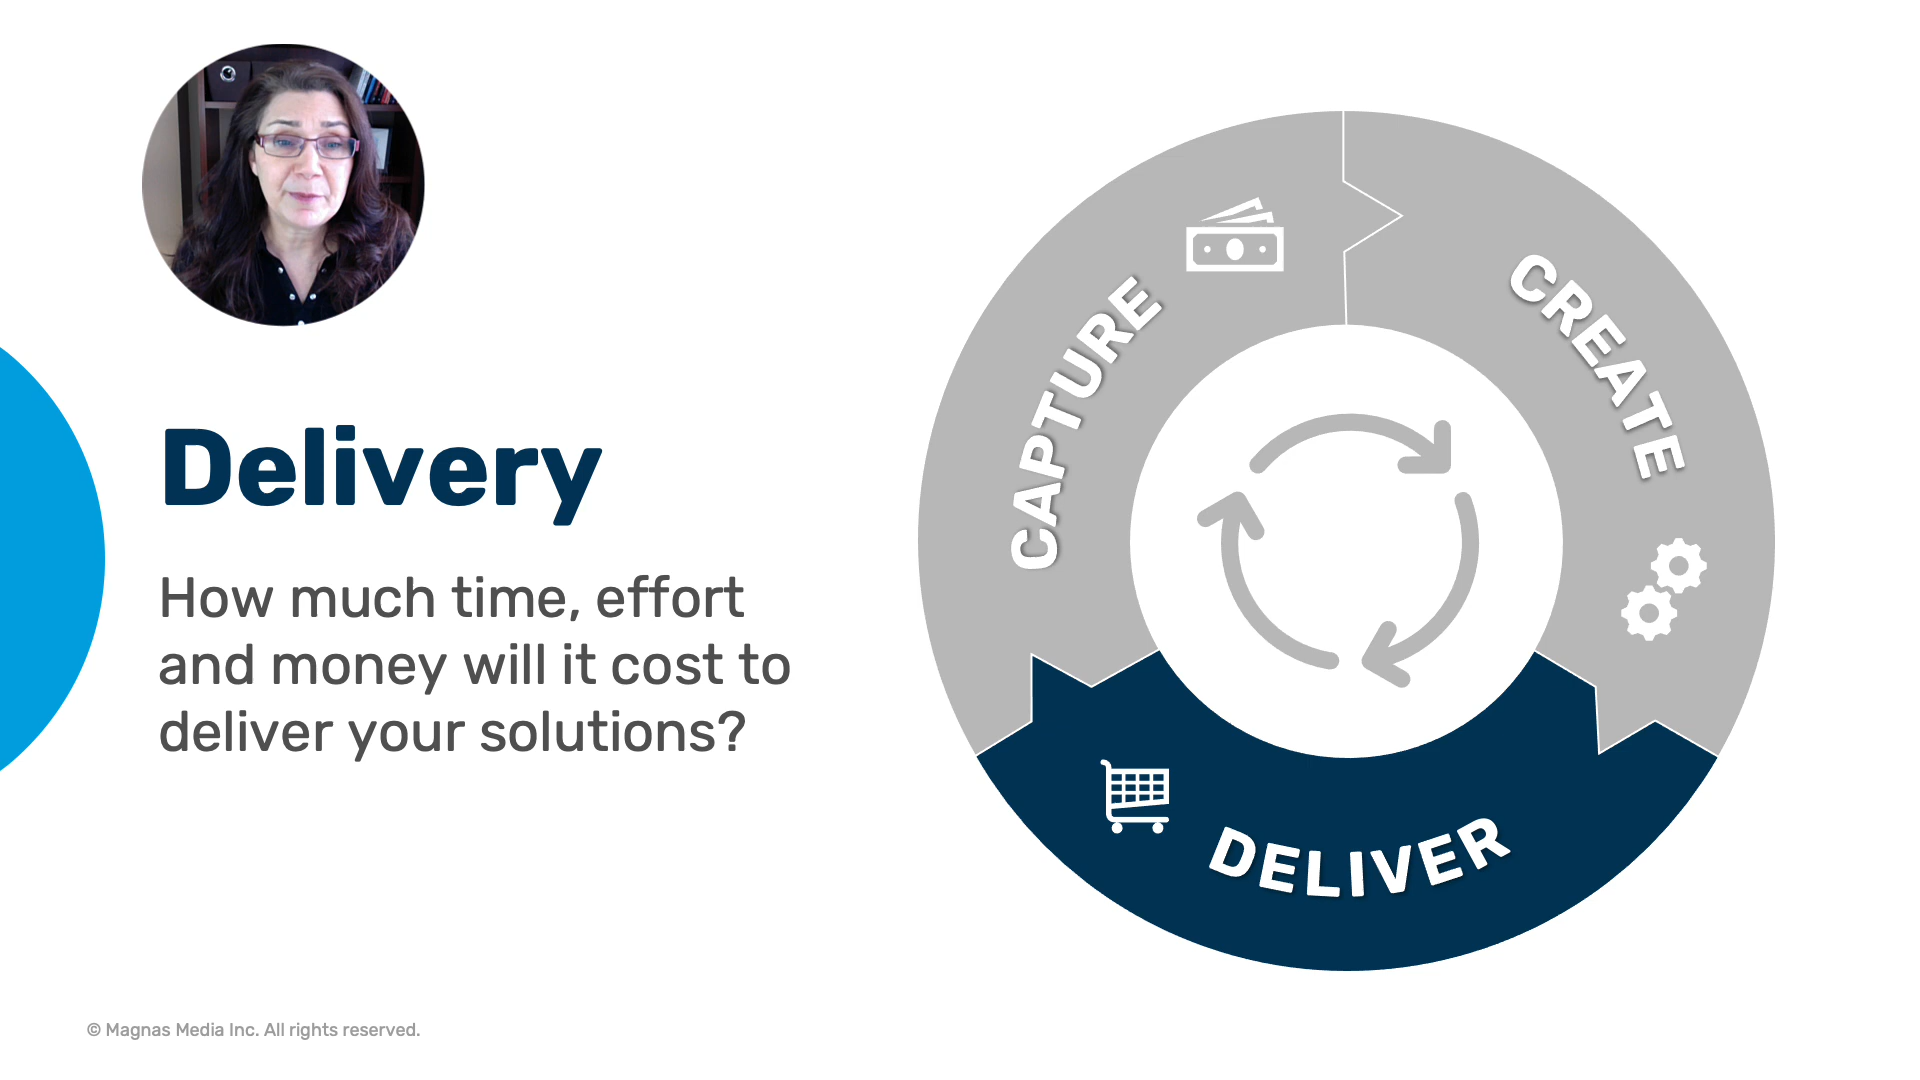 Delivery
How much time, effort
and money will it cost to
deliver your solutions?
CAPTURE
CREATE
DELIVER
© Magnas Media Inc. All rights reserved.